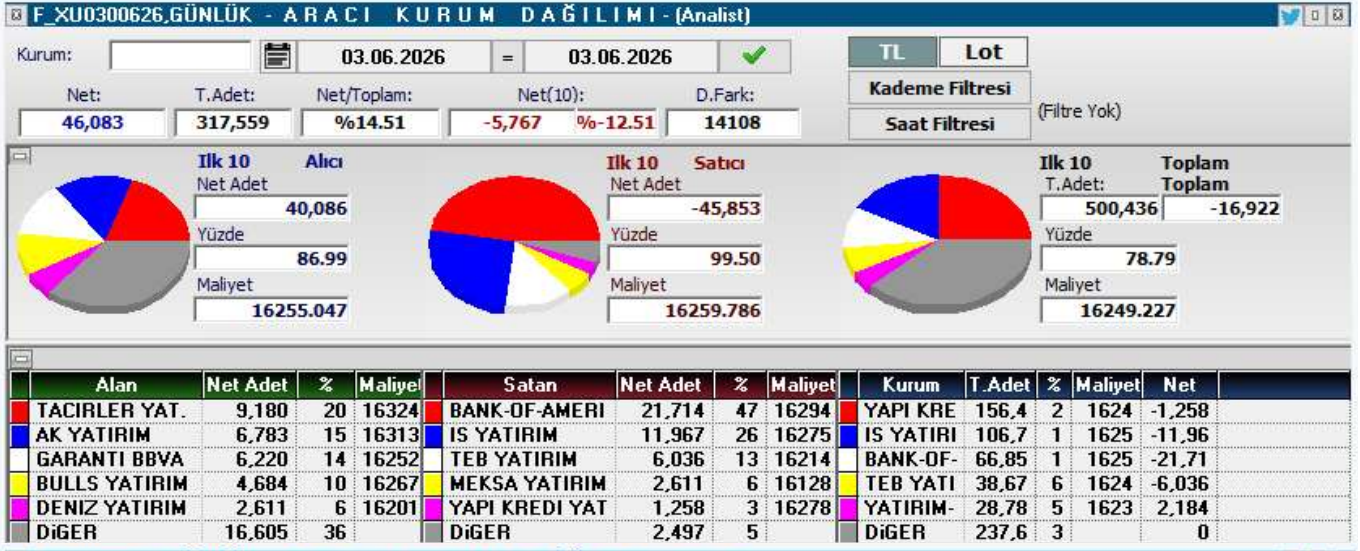 F_XU0300626,GÜNLÜK - A R A C I   K U R U M   D A Ğ I L I M I - (Analist)
Kurum: 03.06.2026 = 03.06.2026 TL Lot
Kademe Filtresi
Net: T.Adet: Net/Toplam: Net(10): D.Fark:
46,083 317,559 %14.51 -5,767 %-12.51 14108 Saat Filtresi (Filtre Yok)
Ilk 10 Alıcı Ilk 10 Satıcı Ilk 10 Toplam
Net Adet Net Adet T.Adet: Toplam
40,086 -45,853 500,436 -16,922
Yüzde Yüzde Yüzde
86.99 99.50 78.79
Maliyet Maliyet Maliyet
16255.047 16259.786 16249.227
Alan Net Adet % Maliyet Satan Net Adet % Maliyet Kurum T.Adet % Maliyet Net
TACIRLER YAT. 9,180 20 16324 BANK-OF-AMERI 21,714 47 16294 YAPI KRE 156,4 2 1624 -1,258
AK YATIRIM 6,783 15 16313 IS YATIRIM 11,967 26 16275 IS YATIRI 106,7 1 1625 -11,96
GARANTI BBVA 6,220 14 16252 TEB YATIRIM 6,036 13 16214 BANK-OF- 66,85 1 1625 -21,71
BULLS YATIRIM 4,684 10 16267 MEKSA YATIRIM 2,611 6 16128 TEB YATI 38,67 6 1624 -6,036
DENIZ YATIRIM 2,611 6 16201 YAPI KREDI YAT 1,258 3 16278 YATIRIM- 28,78 5 1623 2,184
DiĞER 16,605 36 DiĞER 2,497 5 DiĞER 237,6 3 0